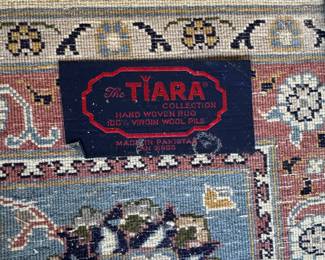 The TIARA
COLLECTION
HAND WOVEN RUG
100% VIRGIN WOOL PILE
MADE IN PAKISTAN